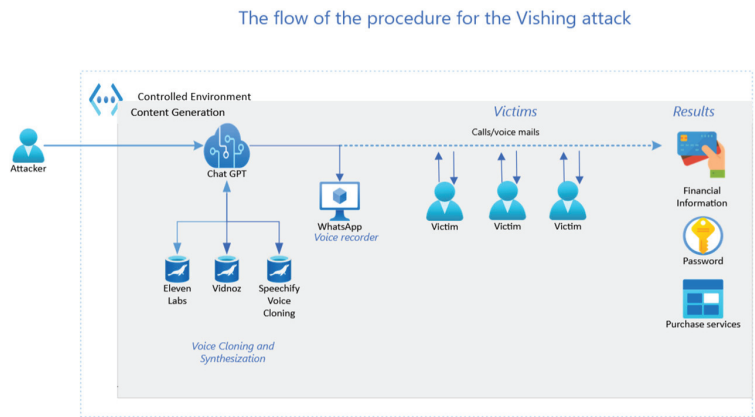 The flow of the procedure for the Vishing attack
Controlled Environment
Content Generation
Victims
Results
Calls/voice mails
Attacker
Chat GPT
WhatsApp
Voice recorder
Victim
Victim
Victim
Financial
Information
Password
Purchase services
Eleven
Labs
Vidnoz
Speechify
Voice
Cloning
Voice Cloning and
Synthesization